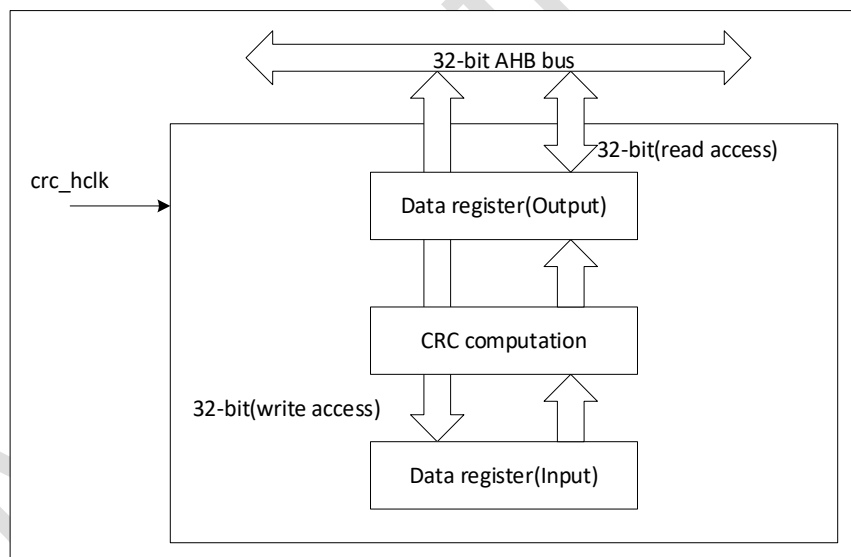 32-bit AHB bus
32-bit(read access)
crc_hclk
Data register(Output)
CRC computation
32-bit(write access)
Data register(Input)